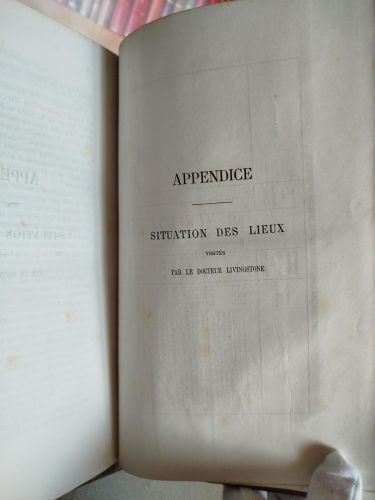 APPENDICE
SITUATION DES LIEUX
VISITÉS
PAR LE DOCTEUR LIVINGSTONE.